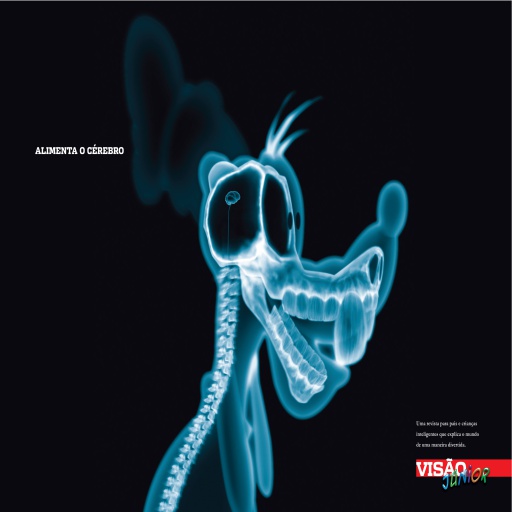 ALIMENTA O CÉREBRO
Uma revista para pais e crianças
inteligentes que explica o mundo
de uma maneira divertida.
VISÃO
JÚNIOR